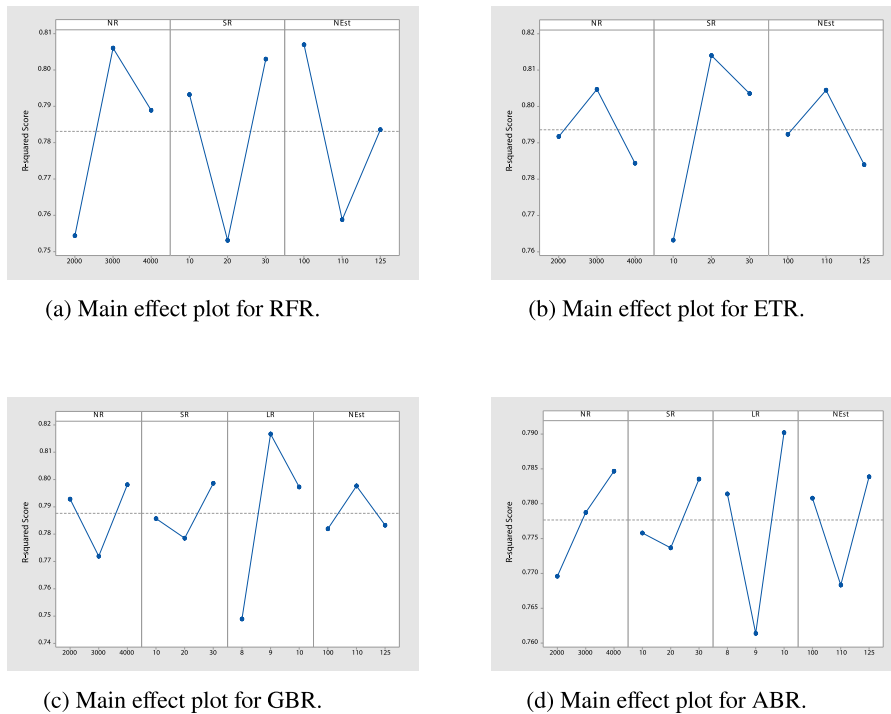 NR SR NEst
0.81
0.80
0.79
0.78
0.77
0.76
0.75
R-squared Score
2000 3000 4000 10 20 30 100 110 125
(a) Main effect plot for RFR.
NR SR NEst
0.82
0.81
0.80
0.79
0.78
0.77
0.76
R-squared Score
2000 3000 4000 10 20 30 100 110 125
(b) Main effect plot for ETR.
NR SR LR NEst
0.82
0.81
0.80
0.79
0.78
0.77
0.76
0.75
0.74
R-squared Score
2000 3000 4000 10 20 30 8 9 10 100 110 125
(c) Main effect plot for GBR.
NR SR LR NEst
0.790
0.785
0.780
0.775
0.770
0.765
0.760
R-squared Score
2000 3000 4000 10 20 30 8 9 10 100 110 125
(d) Main effect plot for ABR.